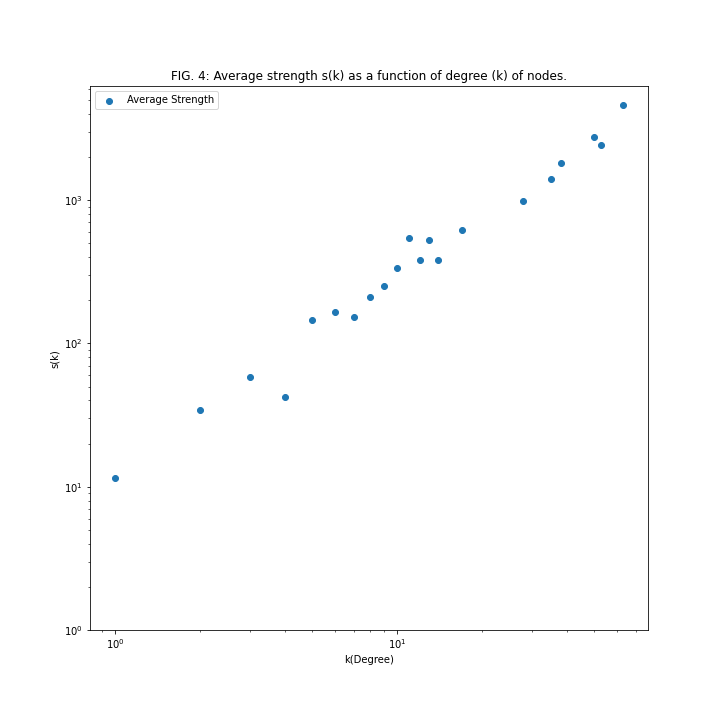 FIG. 4: Average strength s(k) as a function of degree (k) of nodes.
Average Strength
10³
10²
10¹
10⁰
s(k)
10⁰ 10¹
k(Degree)